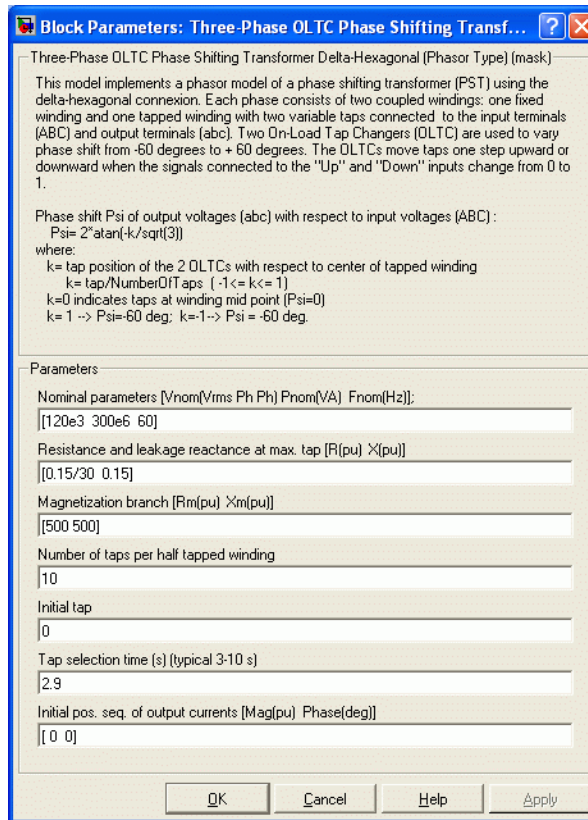 Block Parameters: Three-Phase OLTC Phase Shifting Transf...
Three-Phase OLTC Phase Shifting Transformer Delta-Hexagonal (Phasor Type) (mask)
This model implements a phasor model of a phase shifting transformer (PST) using the
delta-hexagonal connexion. Each phase consists of two coupled windings: one fixed
winding and one tapped winding with two variable taps connected to the input terminals
(ABC) and output terminals (abc). Two On-Load Tap Changers (OLTC) are used to vary
phase shift from -60 degrees to + 60 degrees. The OLTCs move taps one step upward or
downward when the signals connected to the "Up" and "Down" inputs change from 0 to
1.
Phase shift Psi of output voltages (abc) with respect to input voltages (ABC) :
Psi= 2*atan(-k/sqrt(3))
where:
k= tap position of the 2 OLTCs with respect to center of tapped winding
k= tap/NumberOfTaps ( -1<= k<= 1)
k=0 indicates taps at winding mid point (Psi=0)
k= 1 --> Psi=-60 deg; k=-1--> Psi = -60 deg.
Parameters
Nominal parameters [Vnom(Vrms Ph Ph) Pnom(VA) Fnom(Hz)];
[120e3 300e6 60]
Resistance and leakage reactance at max. tap [R(pu) X(pu)]
[0.15/30 0.15]
Magnetization branch [Rm(pu) Xm(pu)]
[500 500]
Number of taps per half tapped winding
10
Initial tap
0
Tap selection time (s) (typical 3-10 s)
2.9
Initial pos. seq. of output currents [Mag(pu) Phase(deg)]
[ 0 0]
OK Cancel Help Apply